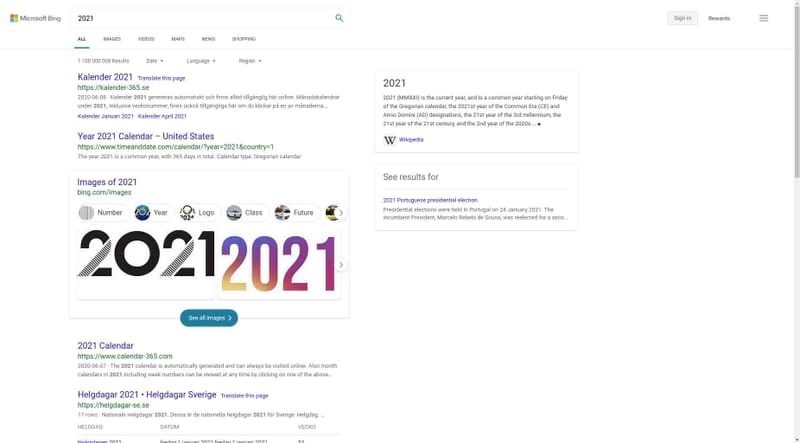 Microsoft Bing
2021
Sign in
Rewards
ALL
IMAGES
VIDEOS
MAPS
NEWS
SHOPPING
1 100 000 000 Results
Date
Language
Region
Kalender 2021 Translate this page
https://kalender-365.se
2020-06-08 · Kalender 2021 genereras automatiskt och finns alltid tillgänglig här online. Månadskalendrar
under 2021, inklusive veckonummer, finns också tillgängliga här om du klickar på en av månaderna...
Kalender Januari 2021 · Kalender April 2021
Year 2021 Calendar – United States
https://www.timeanddate.com/calendar/?year=2021&country=1
The year 2021 is a common year, with 365 days in total. Calendar type: Gregorian calendar
Images of 2021
bing.com/images
Number
Year
Logo
Class
Future
2021
2021
See all images
2021 Calendar
https://www.calendar-365.com
2020-06-07 · The 2021 calendar is automatically generated and can always be visited online. Also month
calendars in 2021 including week numbers can be viewed at any time by clicking on one of the above...
Helgdagar 2021 • Helgdagar Sverige Translate this page
https://helgdagar-se.se
17 rows · Nationale Helgdagar 2021. Dessa är de nationella helgdagar 2021 för Sverige: Helgdag. ...
HELGDAG
DATUM
VECKO
2021
2021 (MMXXI) is the current year, and is a common year starting on Friday
of the Gregorian calendar, the 2021st year of the Common Era (CE) and
Anno Domini (AD) designations, the 21st year of the 3rd millennium, the
21st year of the 21st century, and the 2nd year of the 2020s ...
W Wikipedia
See results for
2021 Portuguese presidential election
Presidential elections were held in Portugal on 24 January 2021. The
incumbent President, Marcelo Rebelo de Sousa, was reelected for a seco...